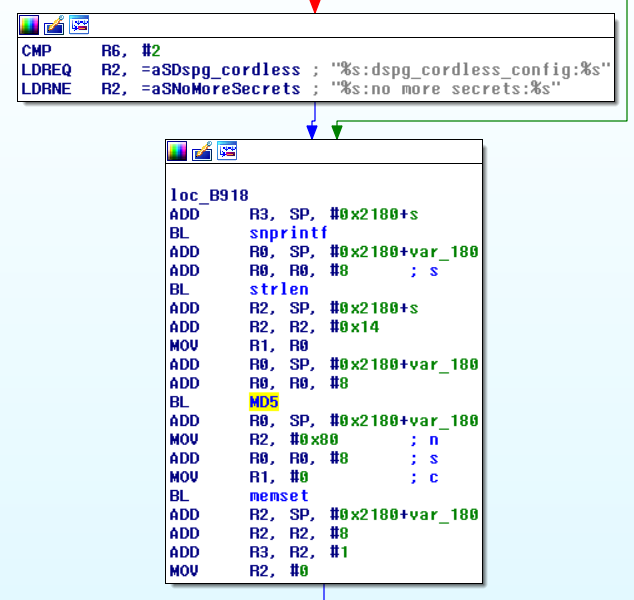 CMP R6, #2
LDREQ R2, =aSDspg_cordless ; "%s:dspg_cordless_config:%s"
LDRNE R2, =aSNoMoreSecrets ; "%s:no more secrets:%s"
loc_B918
ADD R3, SP, #0x2180+s
BL snprintf
ADD R0, SP, #0x2180+var_180
ADD R0, R0, #8 ; s
BL strlen
ADD R2, SP, #0x2180+s
ADD R2, R2, #0x14
MOV R1, R0
ADD R0, SP, #0x2180+var_180
ADD R0, R0, #8
BL MD5
ADD R0, SP, #0x2180+var_180
MOV R2, #0x80 ; n
ADD R0, R0, #8 ; s
MOV R1, #0 ; c
BL memset
ADD R2, SP, #0x2180+var_180
ADD R2, R2, #8
ADD R3, R2, #1
MOV R2, #0